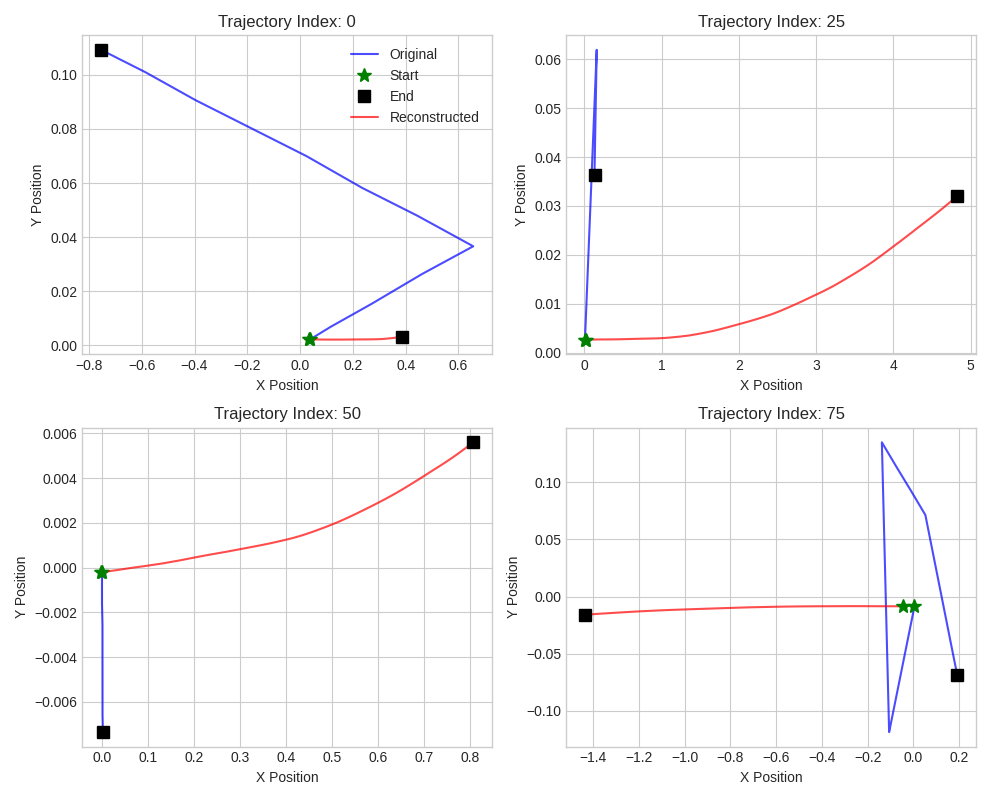 Trajectory Index: 0
Y Position
0.10
0.08
0.06
0.04
0.02
0.00
Original
Start
End
Reconstructed
−0.8 −0.6 −0.4 −0.2 0.0 0.2 0.4 0.6
X Position
Trajectory Index: 25
Y Position
0.06
0.05
0.04
0.03
0.02
0.01
0.00
0 1 2 3 4 5
X Position
Trajectory Index: 50
Y Position
0.006
0.004
0.002
0.000
−0.002
−0.004
−0.006
0.0 0.1 0.2 0.3 0.4 0.5 0.6 0.7 0.8
X Position
Trajectory Index: 75
Y Position
0.10
0.05
0.00
−0.05
−0.10
−1.4 −1.2 −1.0 −0.8 −0.6 −0.4 −0.2 0.0 0.2
X Position